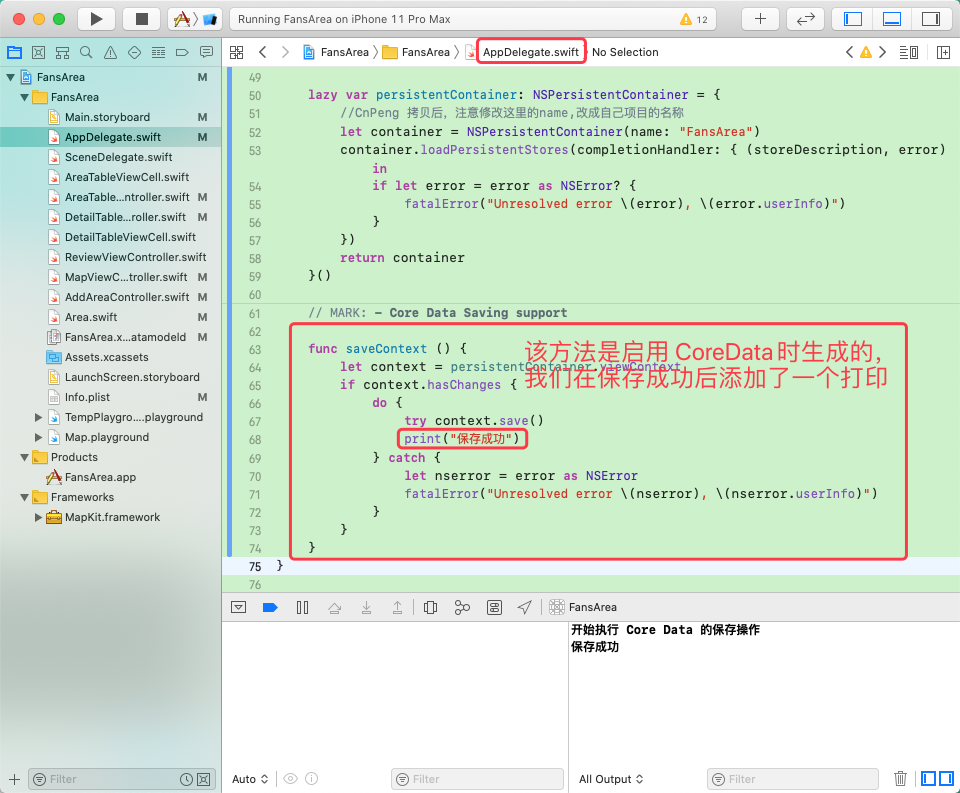 Running FansArea on iPhone 11 Pro Max
12
FansArea
FansArea
AppDelegate.swift
No Selection
FansArea M
FansArea
Main.storyboard M
AppDelegate.swift M
SceneDelegate.swift
AreaTableViewCell.swift
AreaTable...ntroller.swift M
DetailTable...roller.swift M
DetailTableViewCell.swift
ReviewViewController.swift
MapViewC...troller.swift M
AddAreaController.swift M
Area.swift M
FansArea.x...atamodeld M
Assets.xcassets
LaunchScreen.storyboard
Info.plist M
TempPlaygro....playground
Map.playground
Products
FansArea.app
Frameworks
MapKit.framework
Filter
49
50 lazy var persistentContainer: NSPersistentContainer = {
51 //CnPeng 拷贝后，注意修改这里的name,改成自己项目的名称
52 let container = NSPersistentContainer(name: "FansArea")
53 container.loadPersistentStores(completionHandler: { (storeDescription, error)
in
54 if let error = error as NSError? {
55 fatalError("Unresolved error \(error), \(error.userInfo)")
56 }
57 })
58 return container
59 }()
60
61 // MARK: - Core Data Saving support
62
63 func saveContext () {
该方法是启用 CoreData 时生成的，
64 let context = persistentContainer.viewContext
我们在保存成功后添加了一个打印
65 if context.hasChanges {
66 do {
67 try context.save()
68 print("保存成功")
69 } catch {
70 let nserror = error as NSError
71 fatalError("Unresolved error \(nserror), \(nserror.userInfo)")
72 }
73 }
74 }
75 }
76
FansArea
开始执行 Core Data 的保存操作
保存成功
Auto
Filter
All Output
Filter